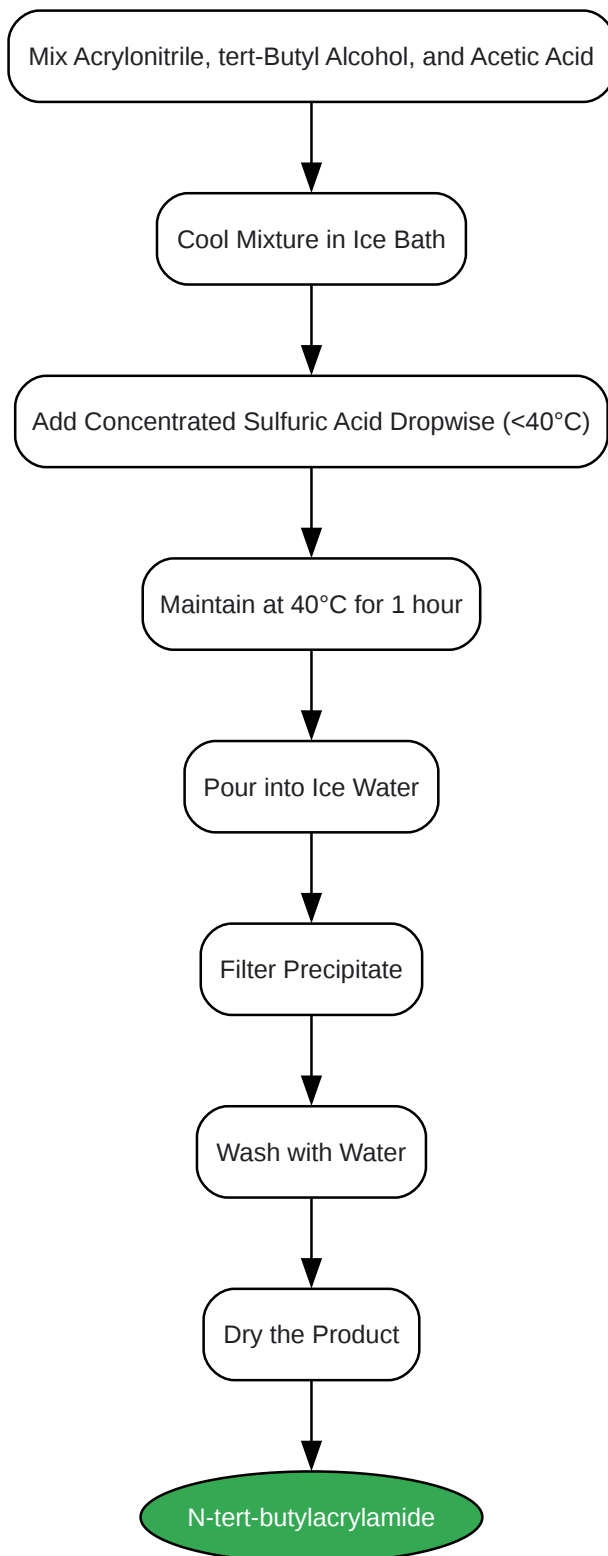 Mix Acrylonitrile, tert-Butyl Alcohol, and Acetic Acid
Cool Mixture in Ice Bath
Add Concentrated Sulfuric Acid Dropwise (<40°C)
Maintain at 40°C for 1 hour
Pour into Ice Water
Filter Precipitate
Wash with Water
Dry the Product
N-tert-butylacrylamide